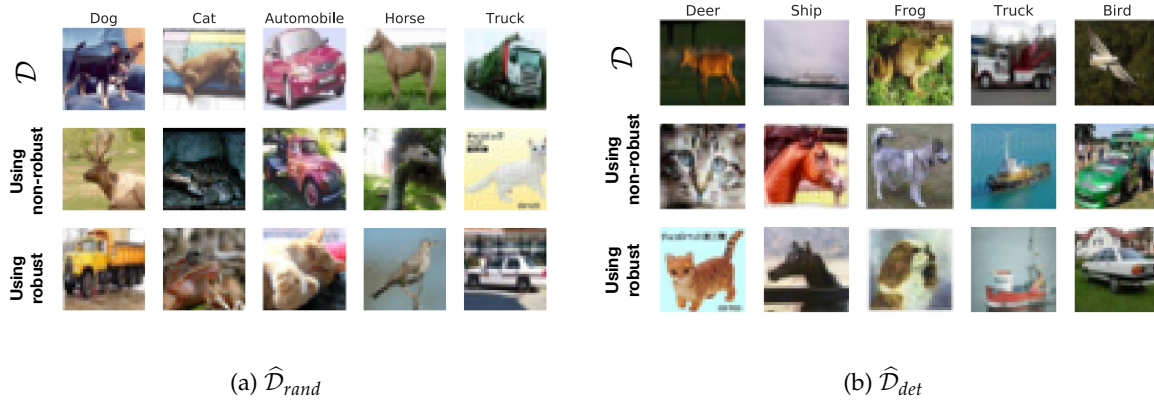 Dog Cat Automobile Horse Truck
𝒟
Using
non-robust
Using
robust
(a) 𝒟̂_rand
Deer Ship Frog Truck Bird
𝒟
Using
non-robust
Using
robust
(b) 𝒟̂_det